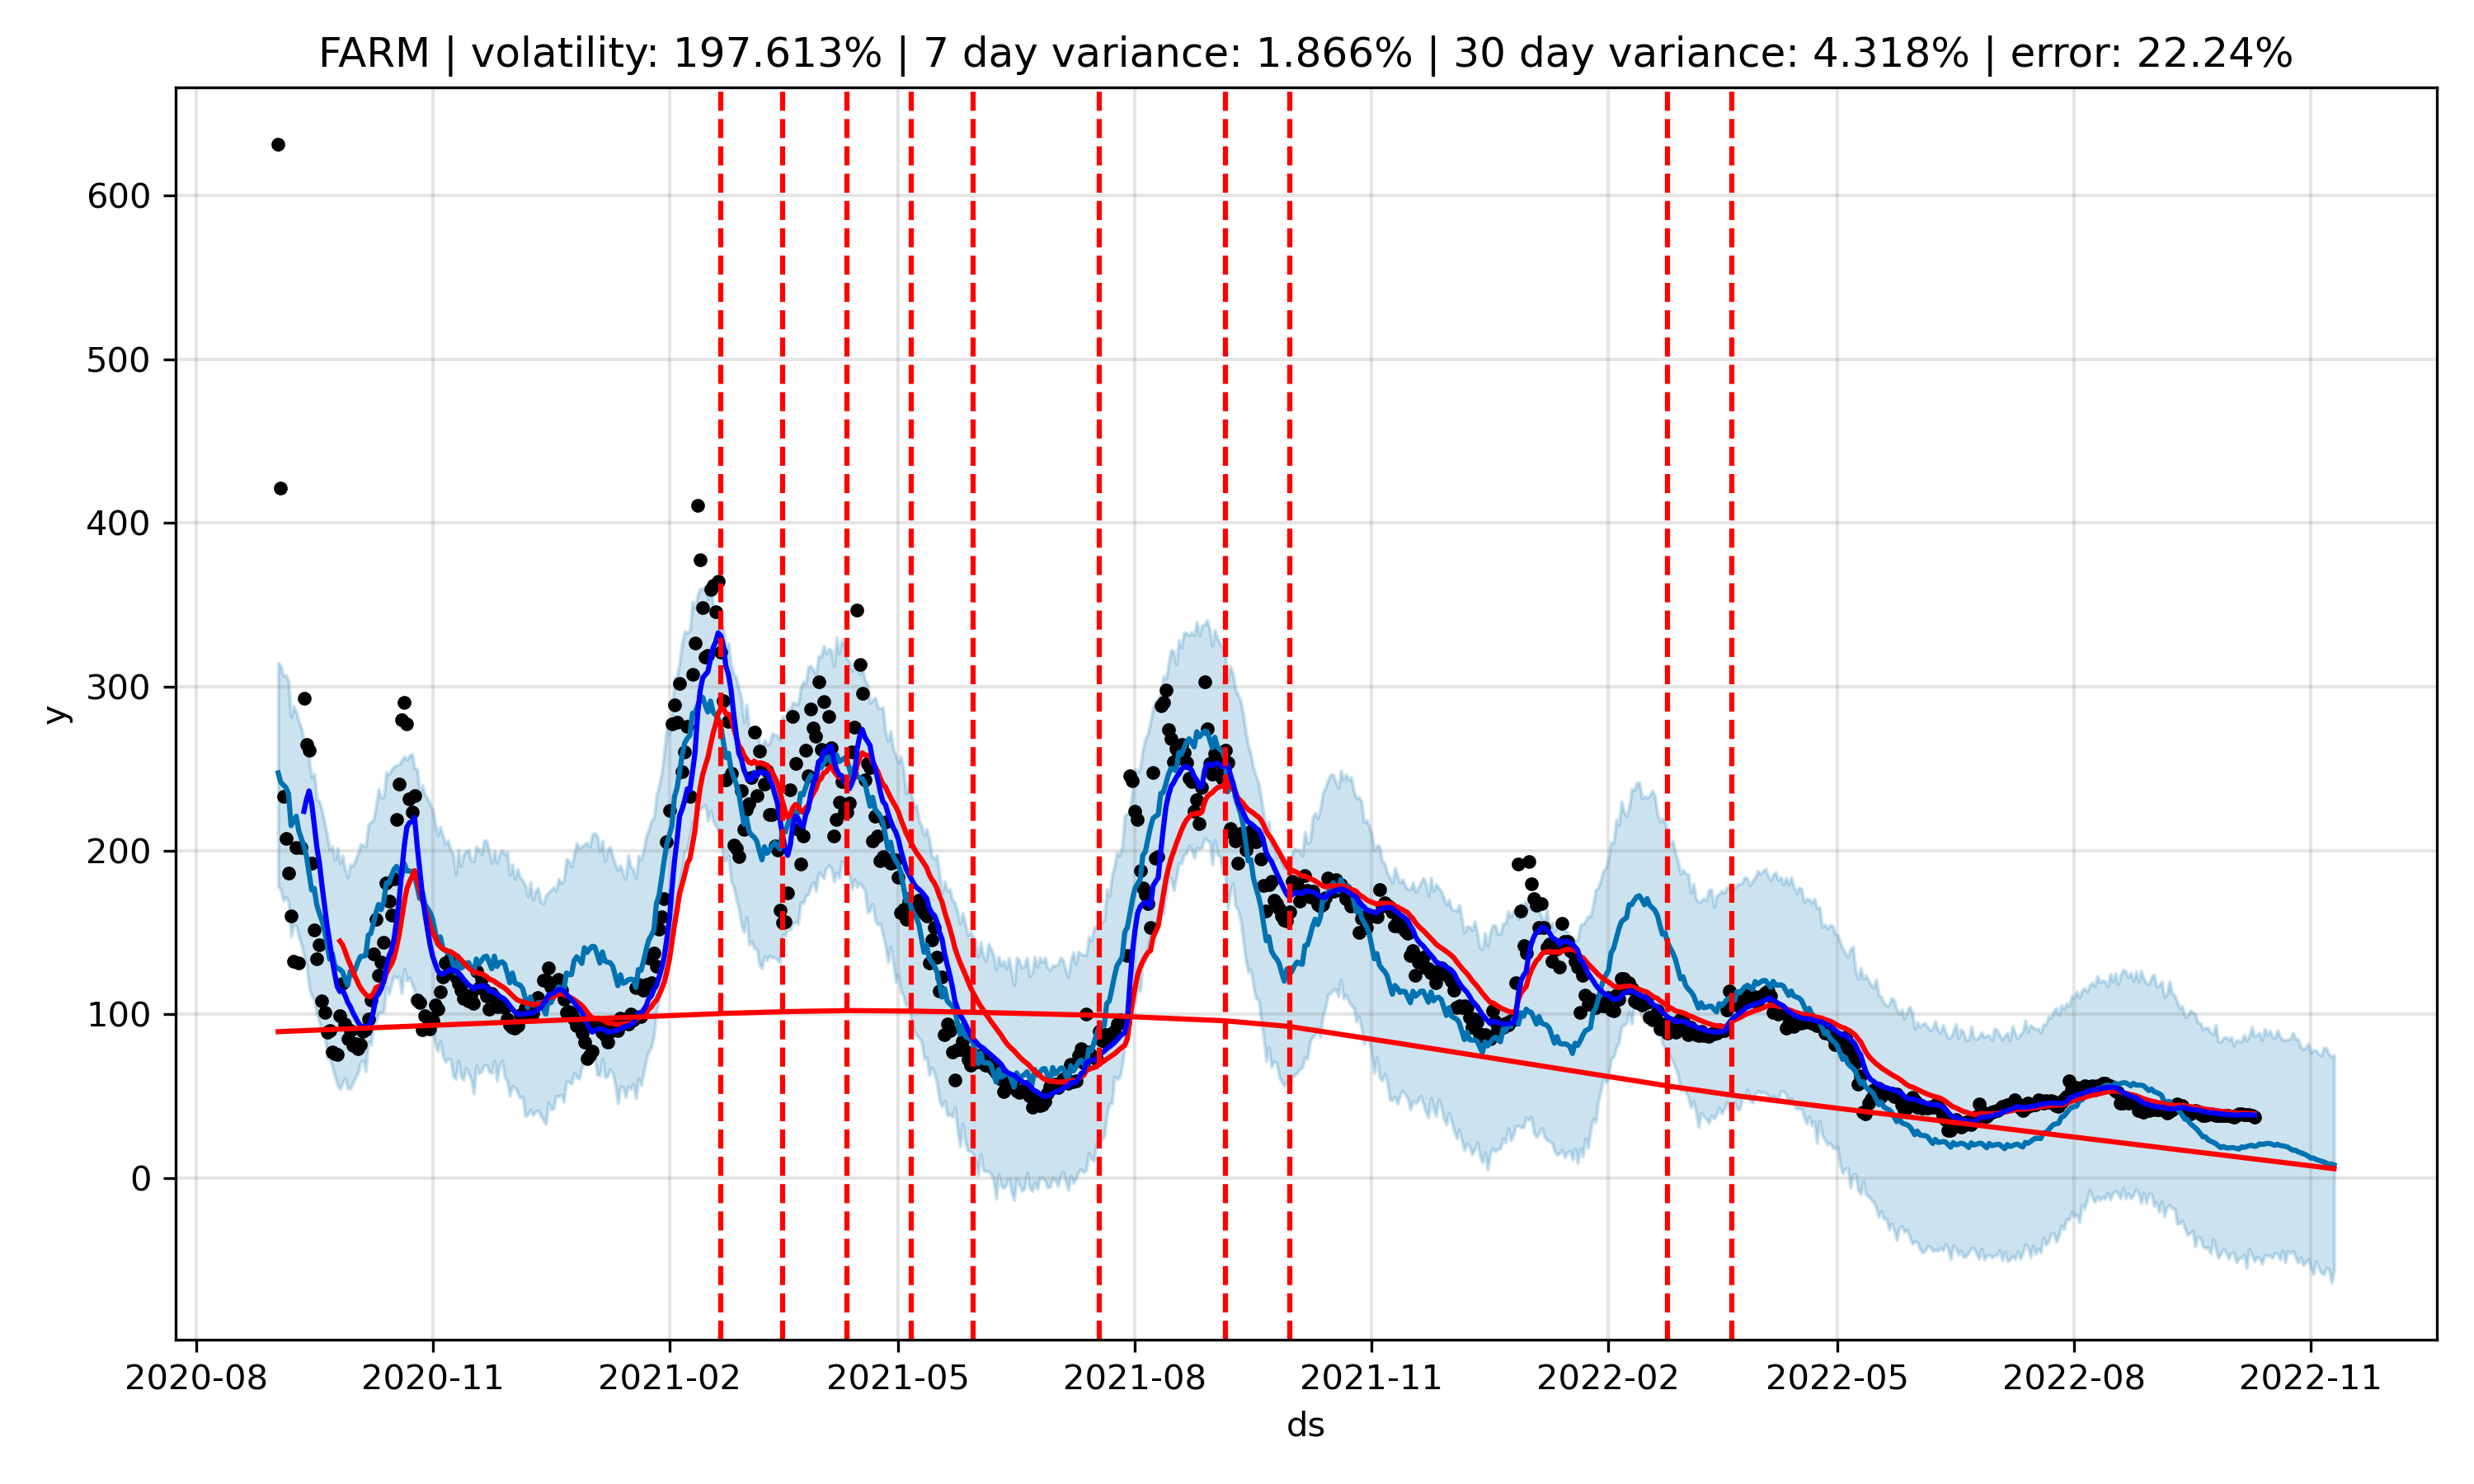 FARM | volatility: 197.613% | 7 day variance: 1.866% | 30 day variance: 4.318% | error: 22.24%
600
500
400
300
200
100
0
y
2020-08 2020-11 2021-02 2021-05 2021-08 2021-11 2022-02 2022-05 2022-08 2022-11
ds